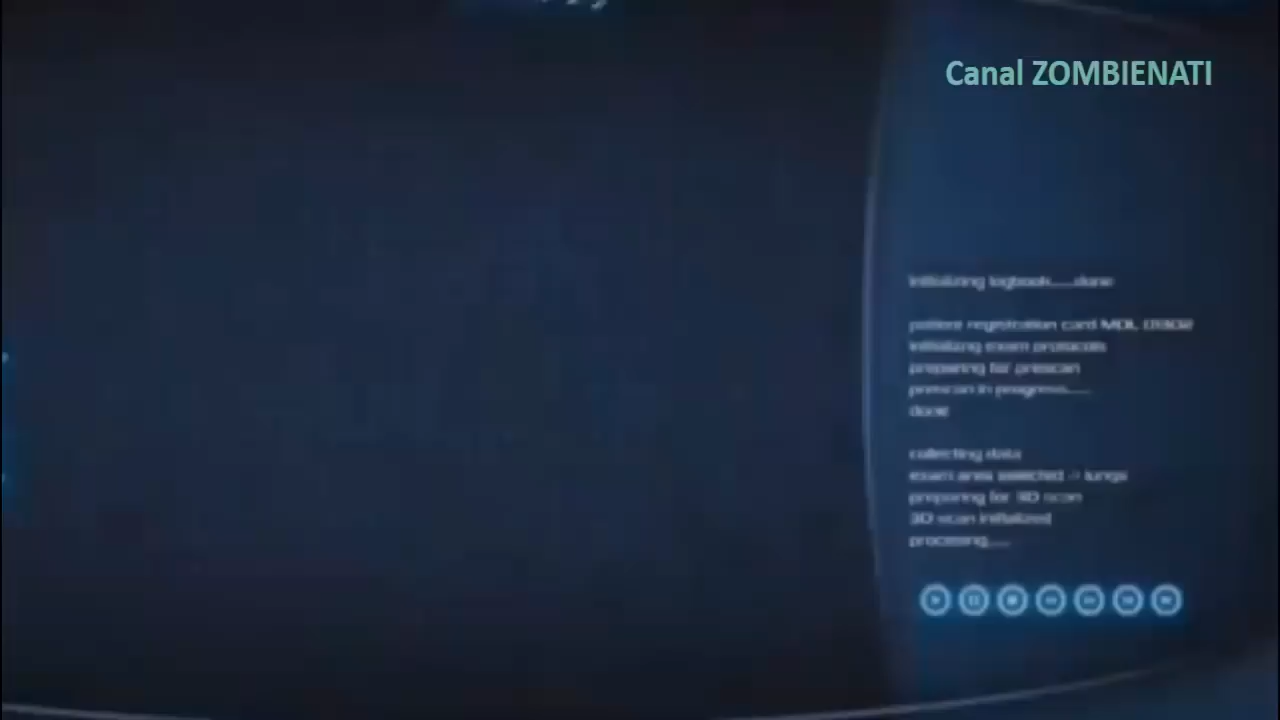 Canal ZOMBIENATI
initializing logbook.....done
patient registration card MDL
initializing exam protocols
preparing for prescan
prescan in progress.....
done
collecting data
exam area selected -> lungs
preparing for 3D scan
3D scan initialized
processing.....